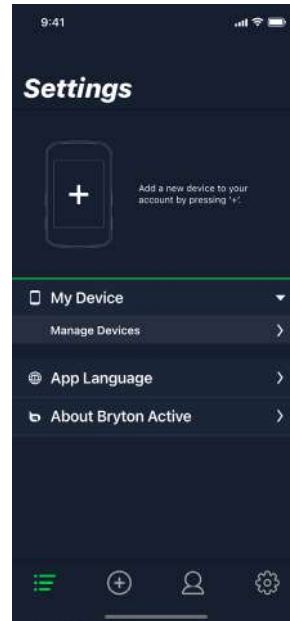 9:41
Settings
Add a new device to your
account by pressing '+'.
My Device
Manage Devices
App Language
About Bryton Active